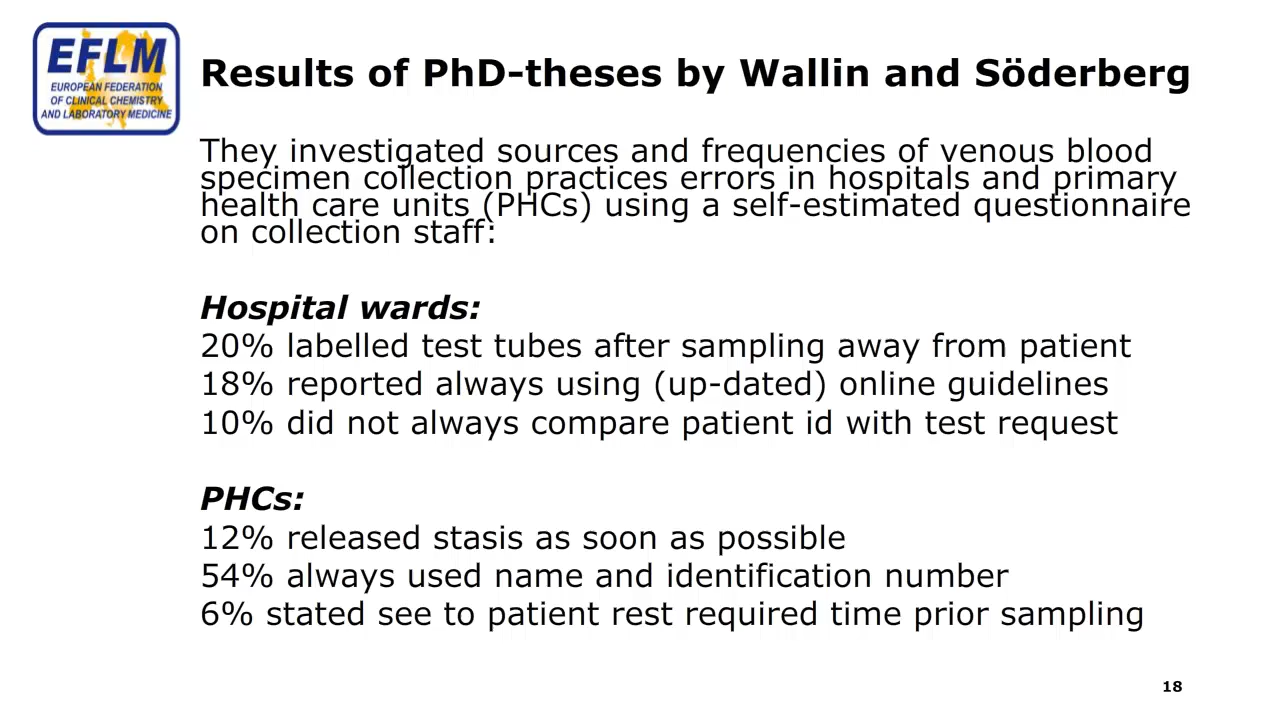 EFLM
EUROPEAN FEDERATION
OF CLINICAL CHEMISTRY
AND LABORATORY MEDICINE
Results of PhD-theses by Wallin and Söderberg
They investigated sources and frequencies of venous blood
specimen collection practices errors in hospitals and primary
health care units (PHCs) using a self-estimated questionnaire
on collection staff:
Hospital wards:
20% labelled test tubes after sampling away from patient
18% reported always using (up-dated) online guidelines
10% did not always compare patient id with test request
PHCs:
12% released stasis as soon as possible
54% always used name and identification number
6% stated see to patient rest required time prior sampling
18